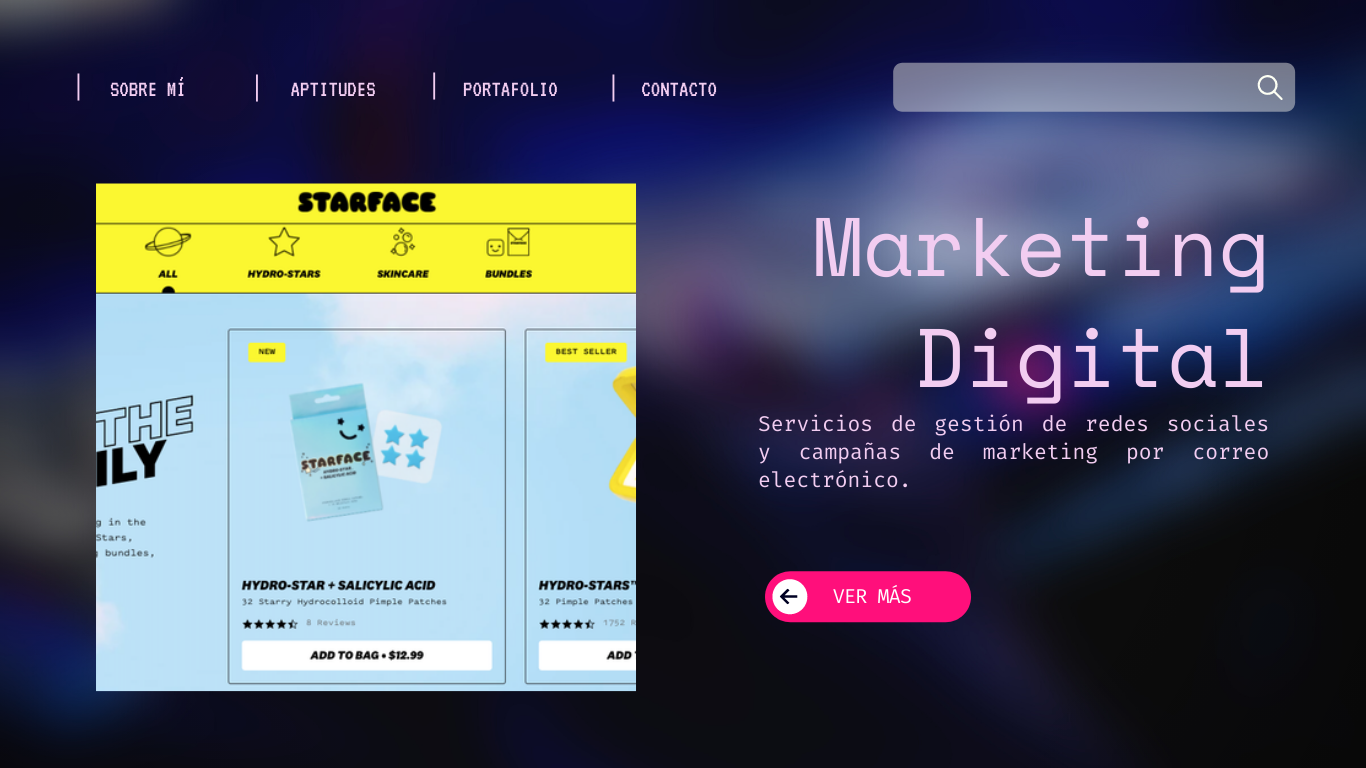 SOBRE MÍ
APTITUDES
PORTAFOLIO
CONTACTO
STARFACE
ALL
HYDRO-STARS
SKINCARE
BUNDLES
NEW
BEST SELLER
THE
ILY
STARFACE
g in the
Stars,
bundles,
HYDRO-STAR + SALICYLIC ACID
32 Starry Hydrocolloid Pimple Patches
8 Reviews
ADD TO BAG • $12.99
HYDRO-STARS™
32 Pimple Patches
1752 R
ADD
Marketing
Digital
Servicios de gestión de redes sociales
y campañas de marketing por correo
electrónico.
VER MÁS